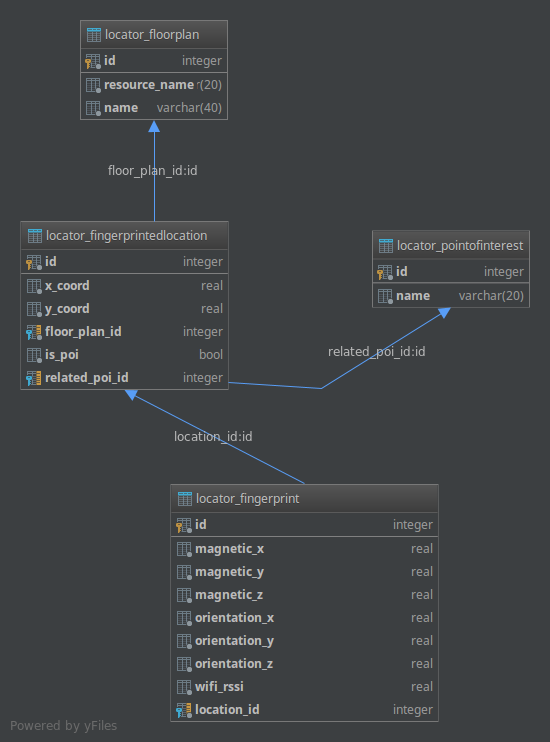 locator_floorplan
id integer
resource_name r(20)
name varchar(40)
floor_plan_id:id
locator_fingerprintedlocation
id integer
x_coord real
y_coord real
floor_plan_id integer
is_poi bool
related_poi_id integer
locator_pointofinterest
id integer
name varchar(20)
related_poi_id:id
location_id:id
locator_fingerprint
id integer
magnetic_x real
magnetic_y real
magnetic_z real
orientation_x real
orientation_y real
orientation_z real
wifi_rssi real
location_id integer
Powered by yFiles